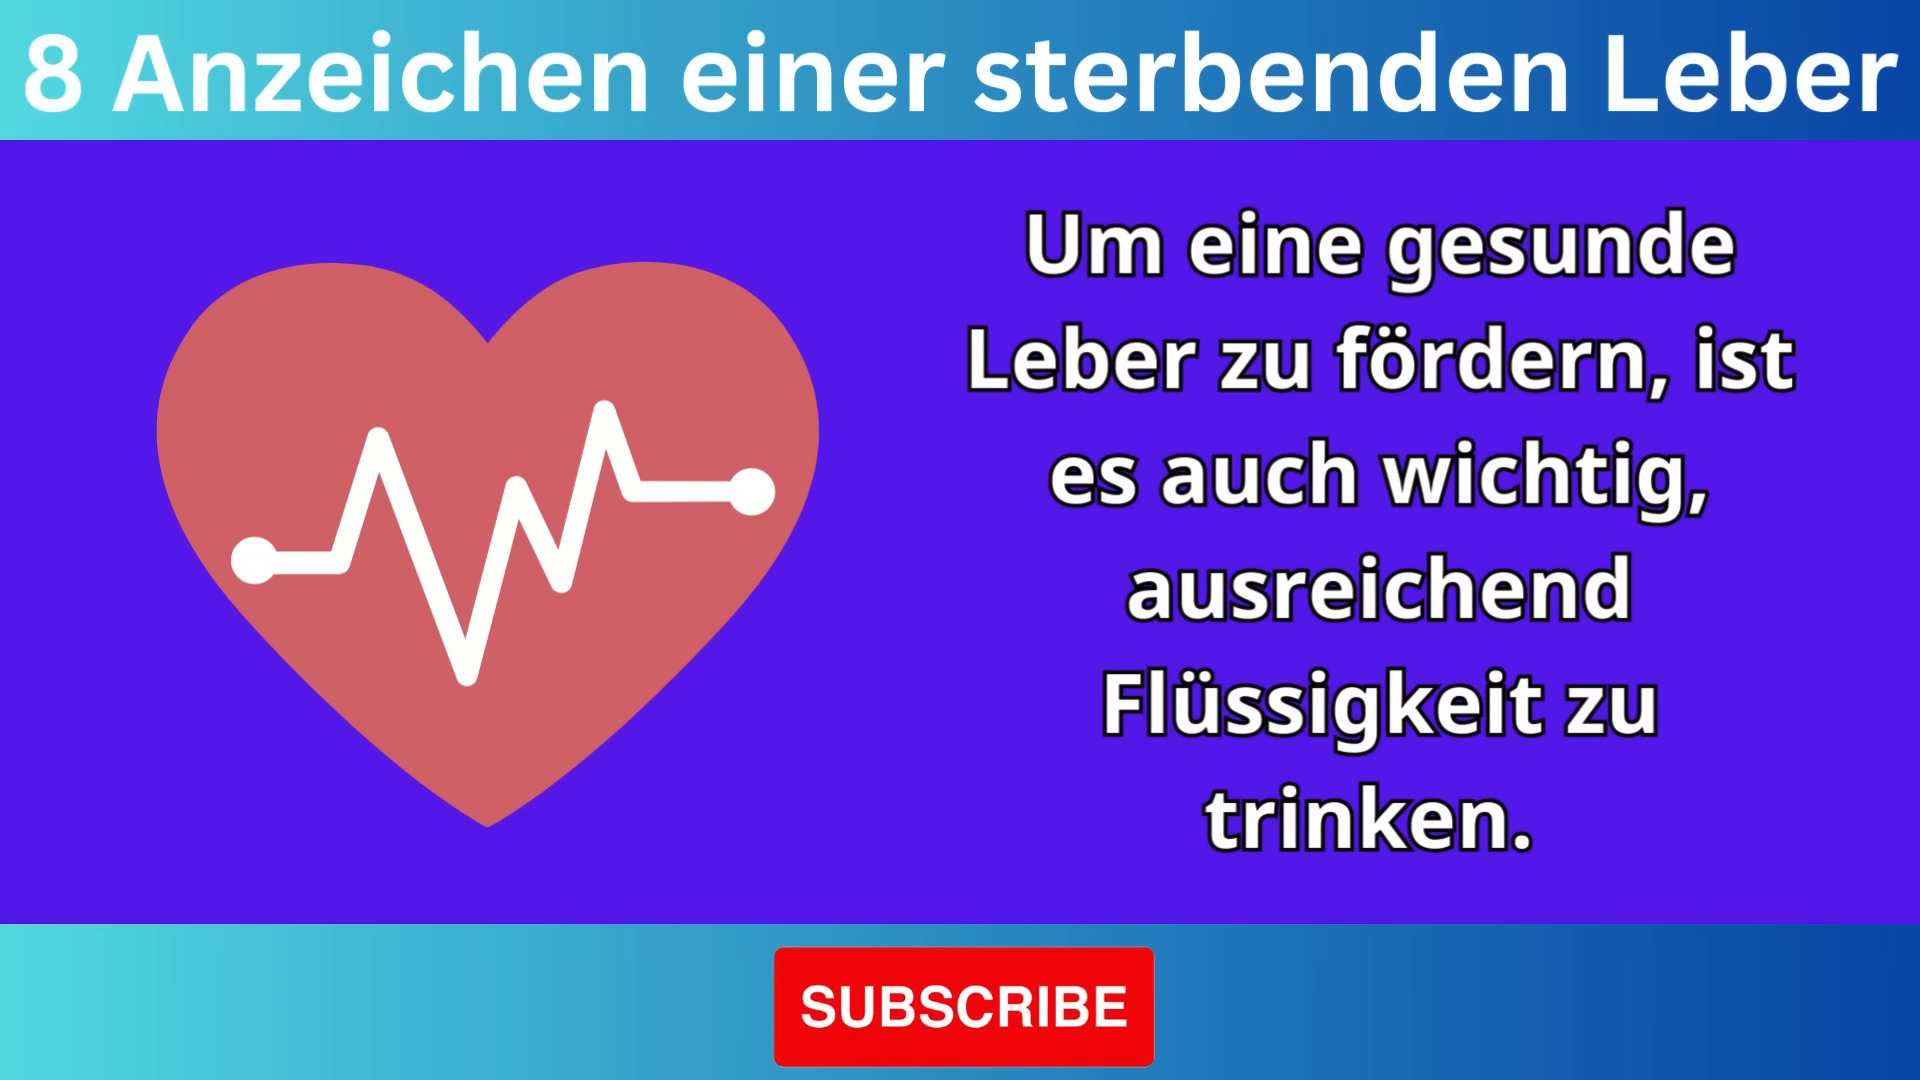 8 Anzeichen einer sterbenden Leber
Um eine gesunde
Leber zu fördern, ist
es auch wichtig,
ausreichend
Flüssigkeit zu
trinken.
SUBSCRIBE